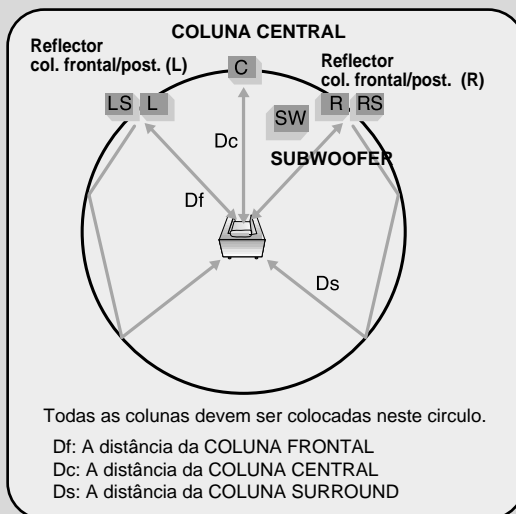 COLUNA CENTRAL
Reflector
col. frontal/post. (L)
Reflector
col. frontal/post. (R)
C
LS L
SW
R RS
Dc
SUBWOOFER
Df
Ds
Todas as colunas devem ser colocadas neste circulo.
Df: A distância da COLUNA FRONTAL
Dc: A distância da COLUNA CENTRAL
Ds: A distância da COLUNA SURROUND